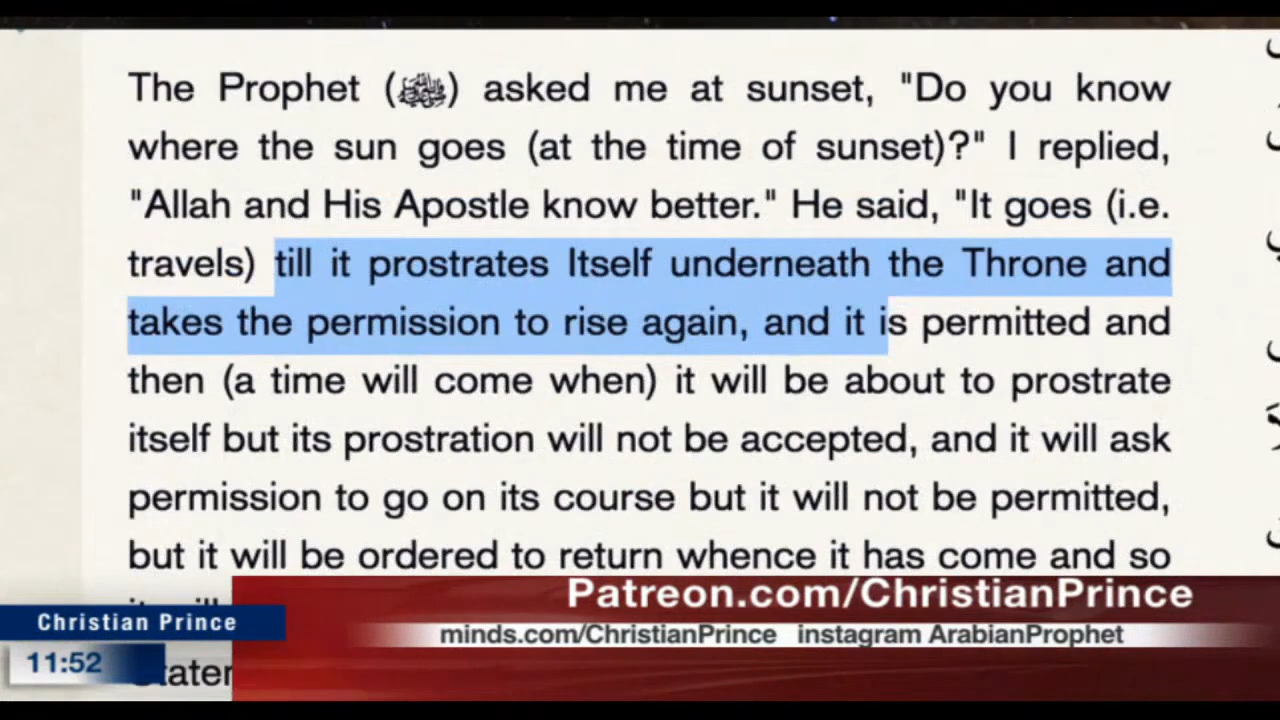 The Prophet (ﷺ) asked me at sunset, "Do you know
where the sun goes (at the time of sunset)?" I replied,
"Allah and His Apostle know better." He said, "It goes (i.e.
travels) till it prostrates Itself underneath the Throne and
takes the permission to rise again, and it is permitted and
then (a time will come when) it will be about to prostrate
itself but its prostration will not be accepted, and it will ask
permission to go on its course but it will not be permitted,
but it will be ordered to return whence it has come and so
Patreon.com/ChristianPrince
Christian Prince
minds.com/ChristianPrince instagram ArabianProphet
11:52